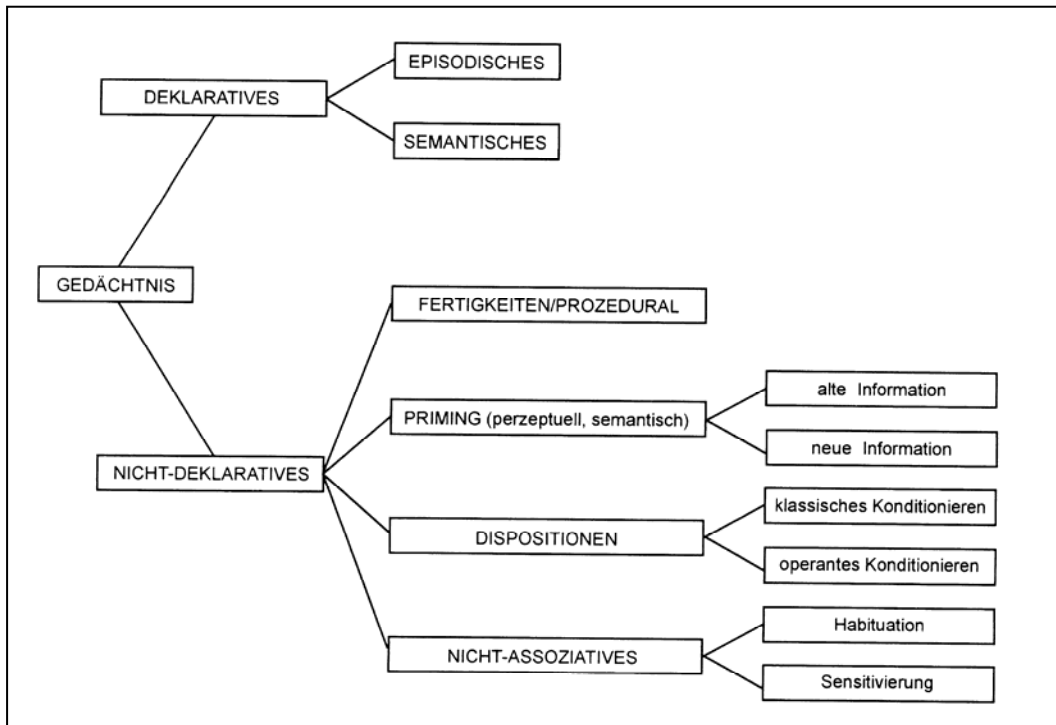 EPISODISCHES
DEKLARATIVES
SEMANTISCHES
GEDÄCHTNIS
FERTIGKEITEN/PROZEDURAL
alte Information
PRIMING (perzeptuell, semantisch)
neue Information
NICHT-DEKLARATIVES
klassisches Konditionieren
DISPOSITIONEN
operantes Konditionieren
Habituation
NICHT-ASSOZIATIVES
Sensitivierung